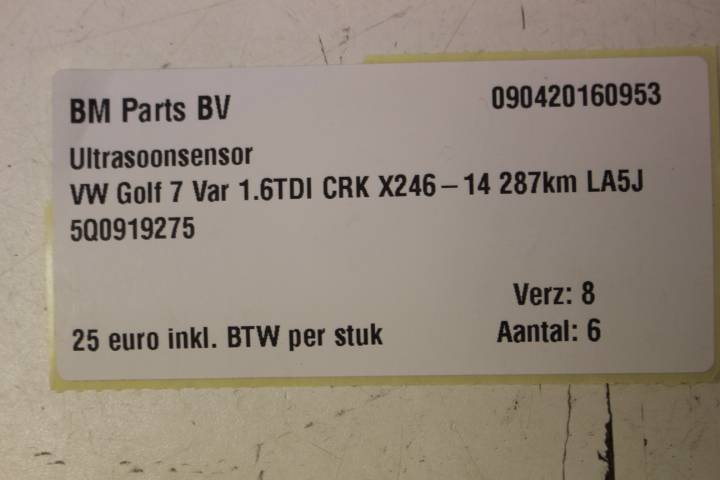 BM Parts BV 090420160953
Ultrasoonsensor
VW Golf 7 Var 1.6TDI CRK X246 – 14 287km LA5J
5Q0919275
Verz: 8
25 euro inkl. BTW per stuk Aantal: 6